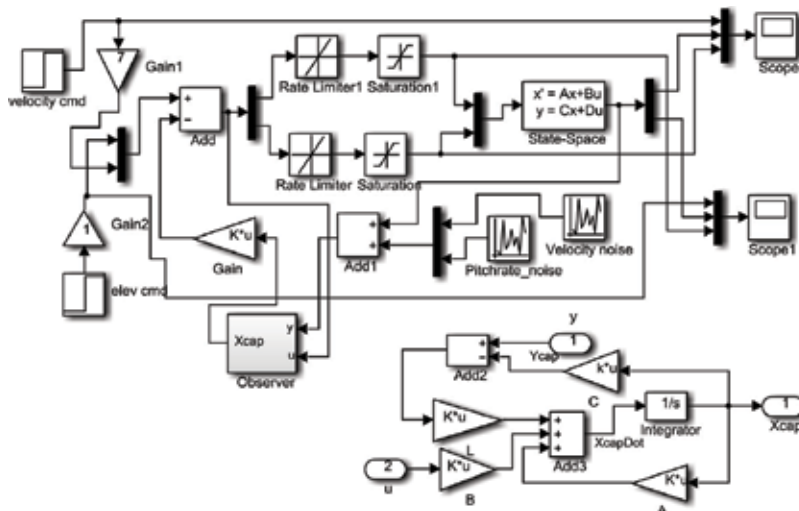 velocity cmd
7
Gain1
Rate Limiter1
Saturation1
x' = Ax+Bu
y = Cx+Du
State-Space
Scope
+
−
Add
Rate Limiter
Saturation
1
Gain2
elev cmd
K*u
Gain
+
+
Add1
Velocity noise
Pitchrate_noise
Scope1
Xcap
y
u
Observer
y
1
Ycap
+
−
Add2
k*u
C
K*u
L
+
+
+
Add3
XcapDot
1/s
Integrator
1
Xcap
2
u
K*u
B
K*u
A